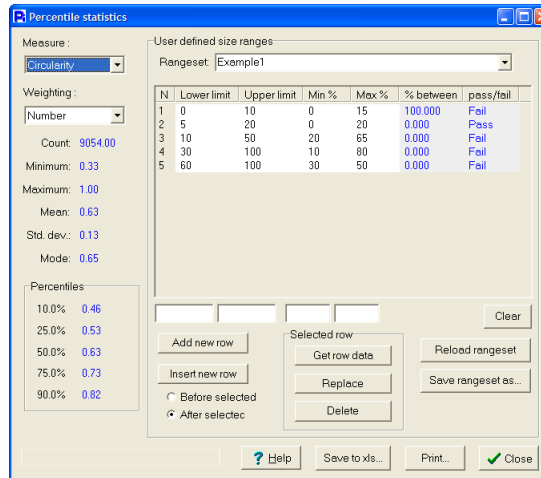 Percentile statistics
Measure :
Circularity
Weighting :
Number
Count: 9054.00
Minimum: 0.33
Maximum: 1.00
Mean: 0.63
Std. dev.: 0.13
Mode: 0.65
Percentiles
10.0% 0.46
25.0% 0.53
50.0% 0.63
75.0% 0.73
90.0% 0.82
User defined size ranges
Rangeset: Example1
N Lower limit Upper limit Min % Max % % between pass/fail
1 0 10 0 15 100.000 Fail
2 5 20 0 20 0.000 Pass
3 10 50 20 65 0.000 Fail
4 30 100 10 80 0.000 Fail
5 60 100 30 50 0.000 Fail
Clear
Add new row
Insert new row
Before selected
After selectec
Selected row
Get row data
Replace
Delete
Reload rangeset
Save rangeset as...
? Help
Save to xls...
Print...
Close